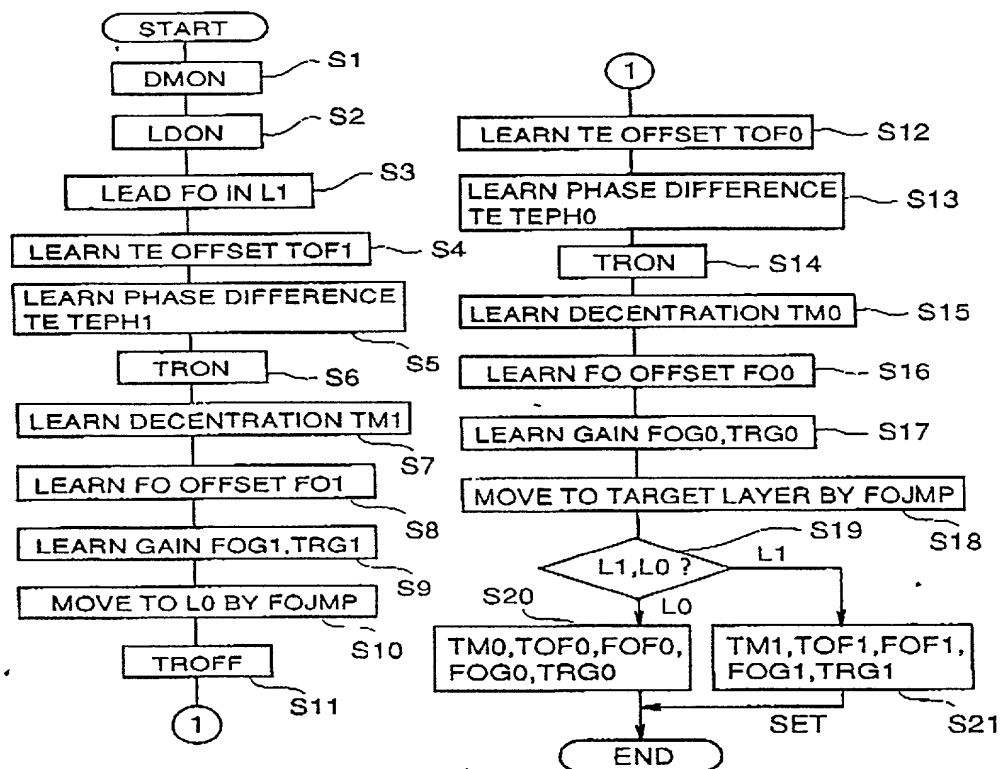 START
DMON
S1
LDON
S2
LEAD FO IN L1
S3
LEARN TE OFFSET TOF1
S4
LEARN PHASE DIFFERENCE
TE TEPH1
S5
TRON
S6
LEARN DECENTRATION TM1
S7
LEARN FO OFFSET FO1
S8
LEARN GAIN FOG1,TRG1
S9
MOVE TO L0 BY FOJMP
S10
TROFF
S11
1
1
LEARN TE OFFSET TOF0
S12
LEARN PHASE DIFFERENCE
TE TEPH0
S13
TRON
S14
LEARN DECENTRATION TM0
S15
LEARN FO OFFSET FO0
S16
LEARN GAIN FOG0,TRG0
S17
MOVE TO TARGET LAYER BY FOJMP
S18
L1,L0 ?
S19
L1
L0
S20
TM0,TOF0,FOF0,
FOG0,TRG0
TM1,TOF1,FOF1,
FOG1,TRG1
S21
SET
END